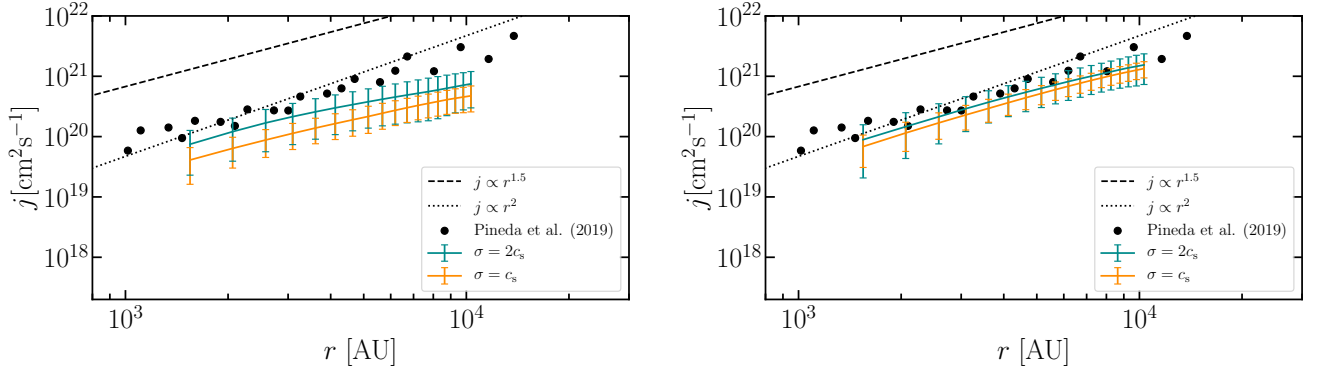 10^{22}
10^{21}
10^{20}
10^{19}
10^{18}
j[cm^2s^{-1}]
j ∝ r^{1.5}
j ∝ r^2
Pineda et al. (2019)
σ = 2c_s
σ = c_s
10^3
10^4
r [AU]
10^{22}
10^{21}
10^{20}
10^{19}
10^{18}
j[cm^2s^{-1}]
j ∝ r^{1.5}
j ∝ r^2
Pineda et al. (2019)
σ = 2c_s
σ = c_s
10^3
10^4
r [AU]